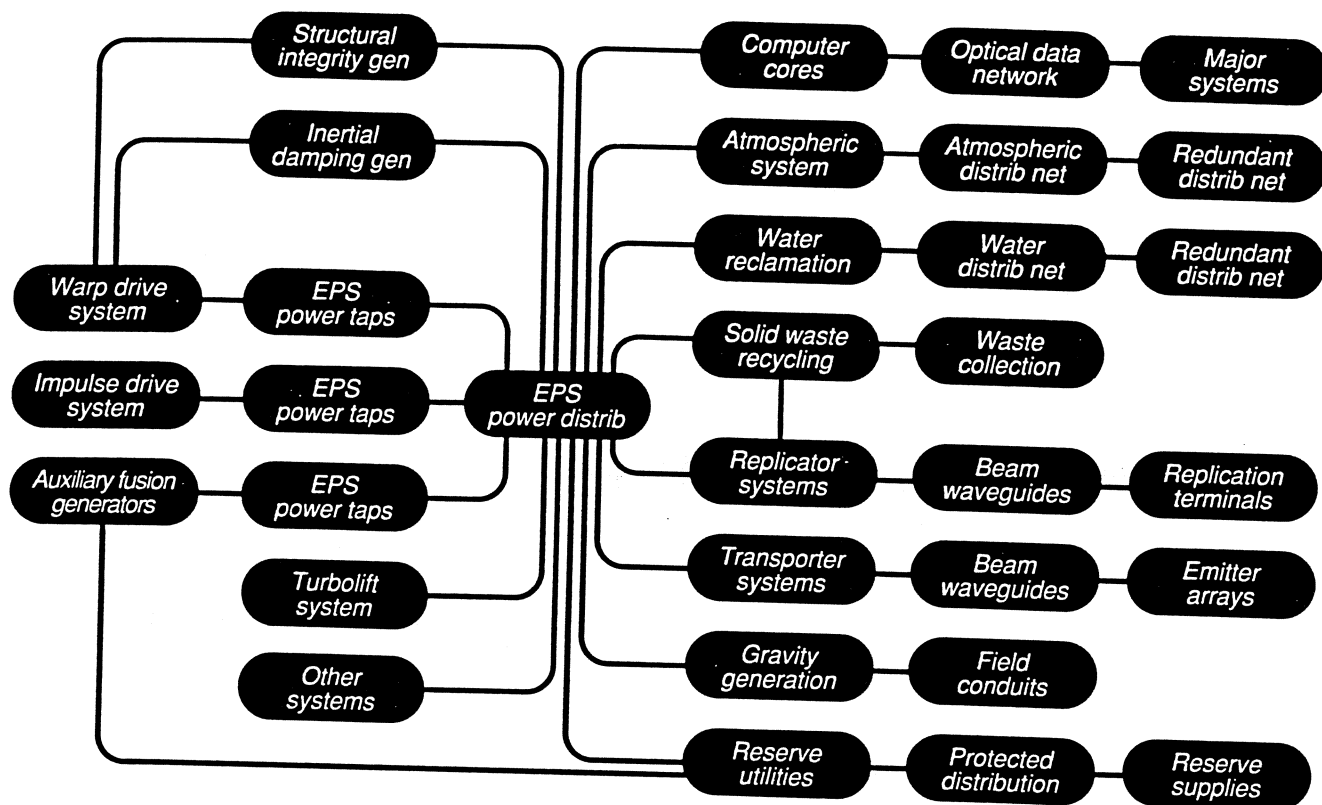 Structural
integrity gen
Computer
cores
Optical data
network
Major
systems
Inertial
damping gen
Atmospheric
system
Atmospheric
distrib net
Redundant
distrib net
Water
reclamation
Water
distrib net
Redundant
distrib net
Warp drive
system
EPS
power taps
Solid waste
recycling
Waste
collection
Impulse drive
system
EPS
power taps
EPS
power distrib
Auxiliary fusion
generators
EPS
power taps
Replicator
systems
Beam
waveguides
Replication
terminals
Turbolift
system
Transporter
systems
Beam
waveguides
Emitter
arrays
Other
systems
Gravity
generation
Field
conduits
Reserve
utilities
Protected
distribution
Reserve
supplies